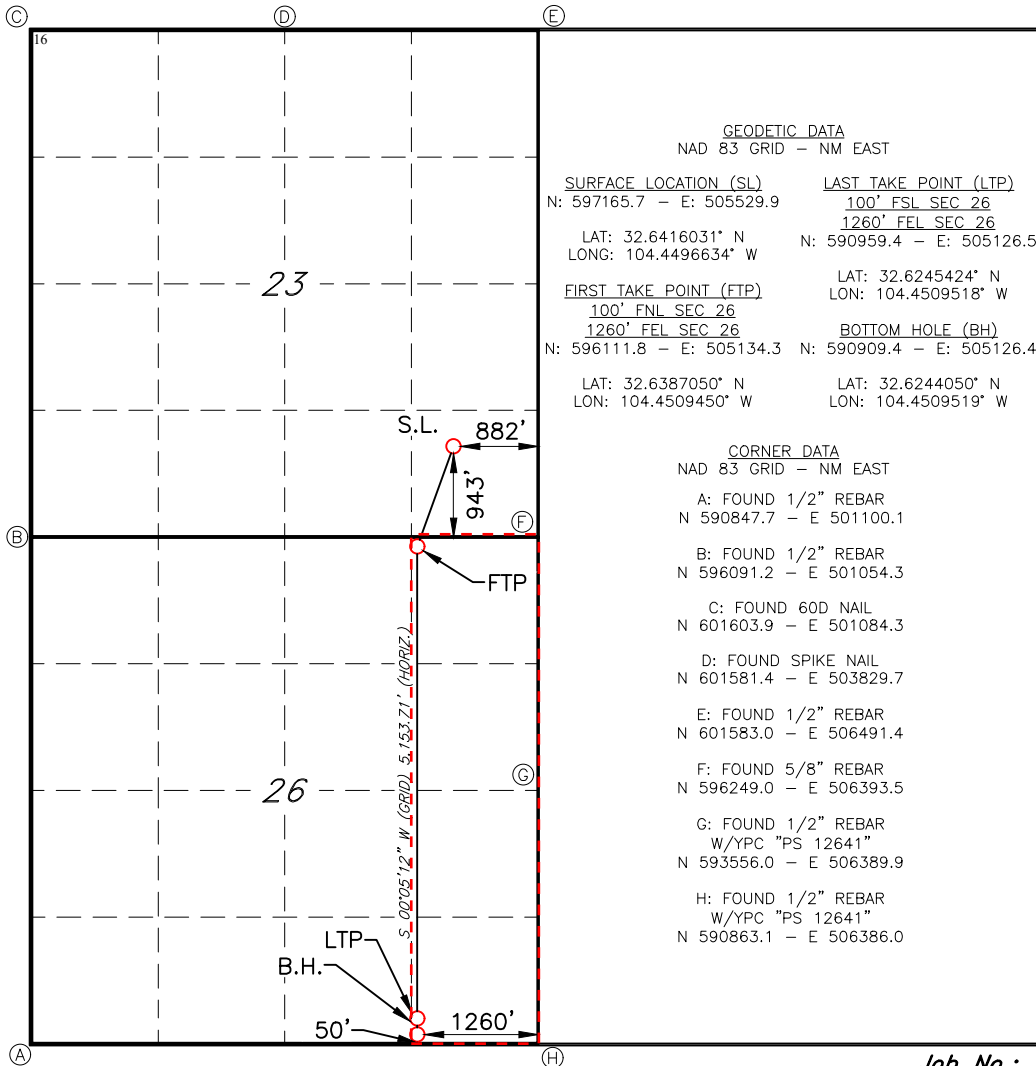 C
D
E
16
23
S.L.
882'
943'
B
F
FTP
S 00°05'12" W (GRID) 5,153.71' (HORIZ.)
G
26
LTP
B.H.
50'
1260'
A
H
GEODETIC DATA
NAD 83 GRID – NM EAST
SURFACE LOCATION (SL)
N: 597165.7 – E: 505529.9
LAT: 32.6416031° N
LONG: 104.4496634° W
FIRST TAKE POINT (FTP)
100' FNL SEC 26
1260' FEL SEC 26
N: 596111.8 – E: 505134.3
LAT: 32.6387050° N
LON: 104.4509450° W
LAST TAKE POINT (LTP)
100' FSL SEC 26
1260' FEL SEC 26
N: 590959.4 – E: 505126.5
LAT: 32.6245424° N
LON: 104.4509518° W
BOTTOM HOLE (BH)
N: 590909.4 – E: 505126.4
LAT: 32.6244050° N
LON: 104.4509519° W
CORNER DATA
NAD 83 GRID – NM EAST
A: FOUND 1/2" REBAR
N 590847.7 – E 501100.1
B: FOUND 1/2" REBAR
N 596091.2 – E 501054.3
C: FOUND 60D NAIL
N 601603.9 – E 501084.3
D: FOUND SPIKE NAIL
N 601581.4 – E 503829.7
E: FOUND 1/2" REBAR
N 601583.0 – E 506491.4
F: FOUND 5/8" REBAR
N 596249.0 – E 506393.5
G: FOUND 1/2" REBAR
W/YPC "PS 12641"
N 593556.0 – E 506389.9
H: FOUND 1/2" REBAR
W/YPC "PS 12641"
N 590863.1 – E 506386.0
Job No.: